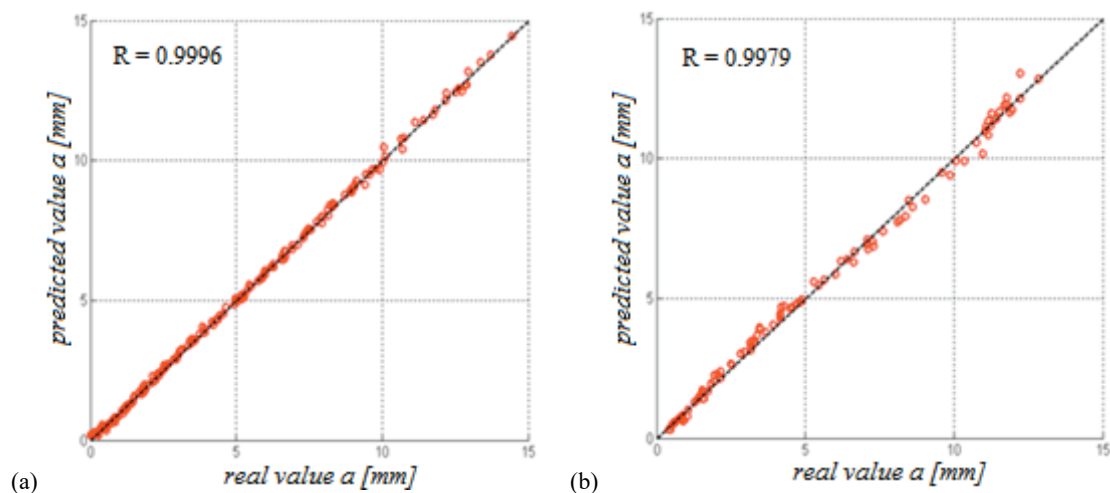 15
R = 0.9996
10
5
0
predicted value a [mm]
0 5 10 15
real value a [mm]
(a)
15
R = 0.9979
10
5
0
predicted value a [mm]
0 5 10 15
real value a [mm]
(b)